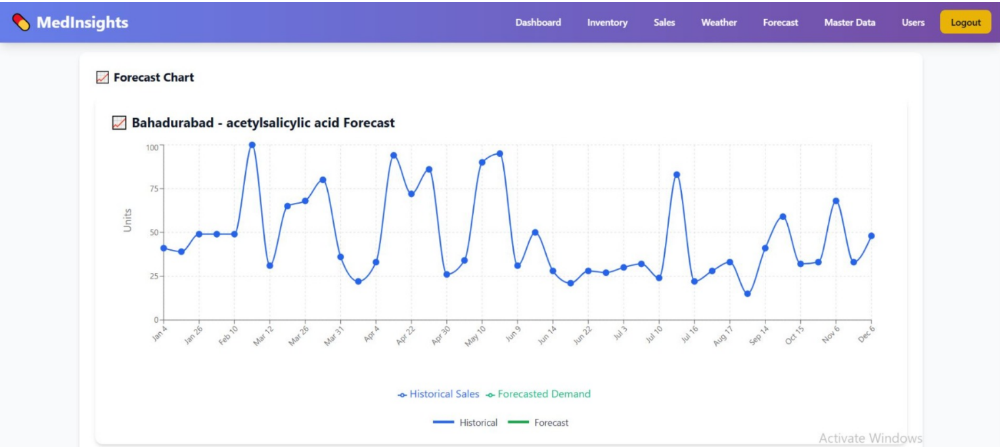 MedInsights
Dashboard Inventory Sales Weather Forecast Master Data Users Logout
Forecast Chart
Bahadurabad - acetylsalicylic acid Forecast
100
75
50
25
0
Units
Jan 4 Jan 26 Feb 10 Mar 12 Mar 26 Mar 31 Apr 4 Apr 22 Apr 30 May 10 Jun 9 Jun 14 Jun 22 Jul 3 Jul 10 Jul 16 Aug 17 Sep 14 Oct 15 Nov 6 Dec 6
Historical Sales Forecasted Demand
Historical Forecast
Activate Windows